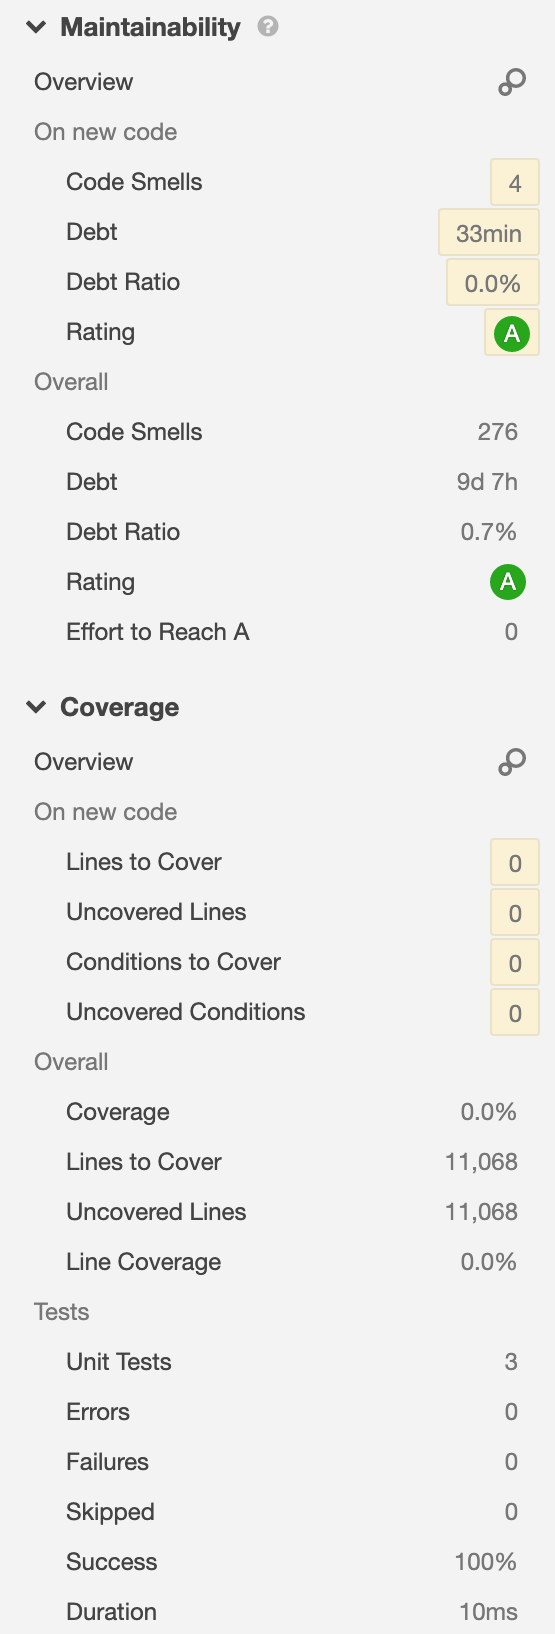 Maintainability ?
Overview
On new code
Code Smells 4
Debt 33min
Debt Ratio 0.0%
Rating A
Overall
Code Smells 276
Debt 9d 7h
Debt Ratio 0.7%
Rating A
Effort to Reach A 0
Coverage
Overview
On new code
Lines to Cover 0
Uncovered Lines 0
Conditions to Cover 0
Uncovered Conditions 0
Overall
Coverage 0.0%
Lines to Cover 11,068
Uncovered Lines 11,068
Line Coverage 0.0%
Tests
Unit Tests 3
Errors 0
Failures 0
Skipped 0
Success 100%
Duration 10ms